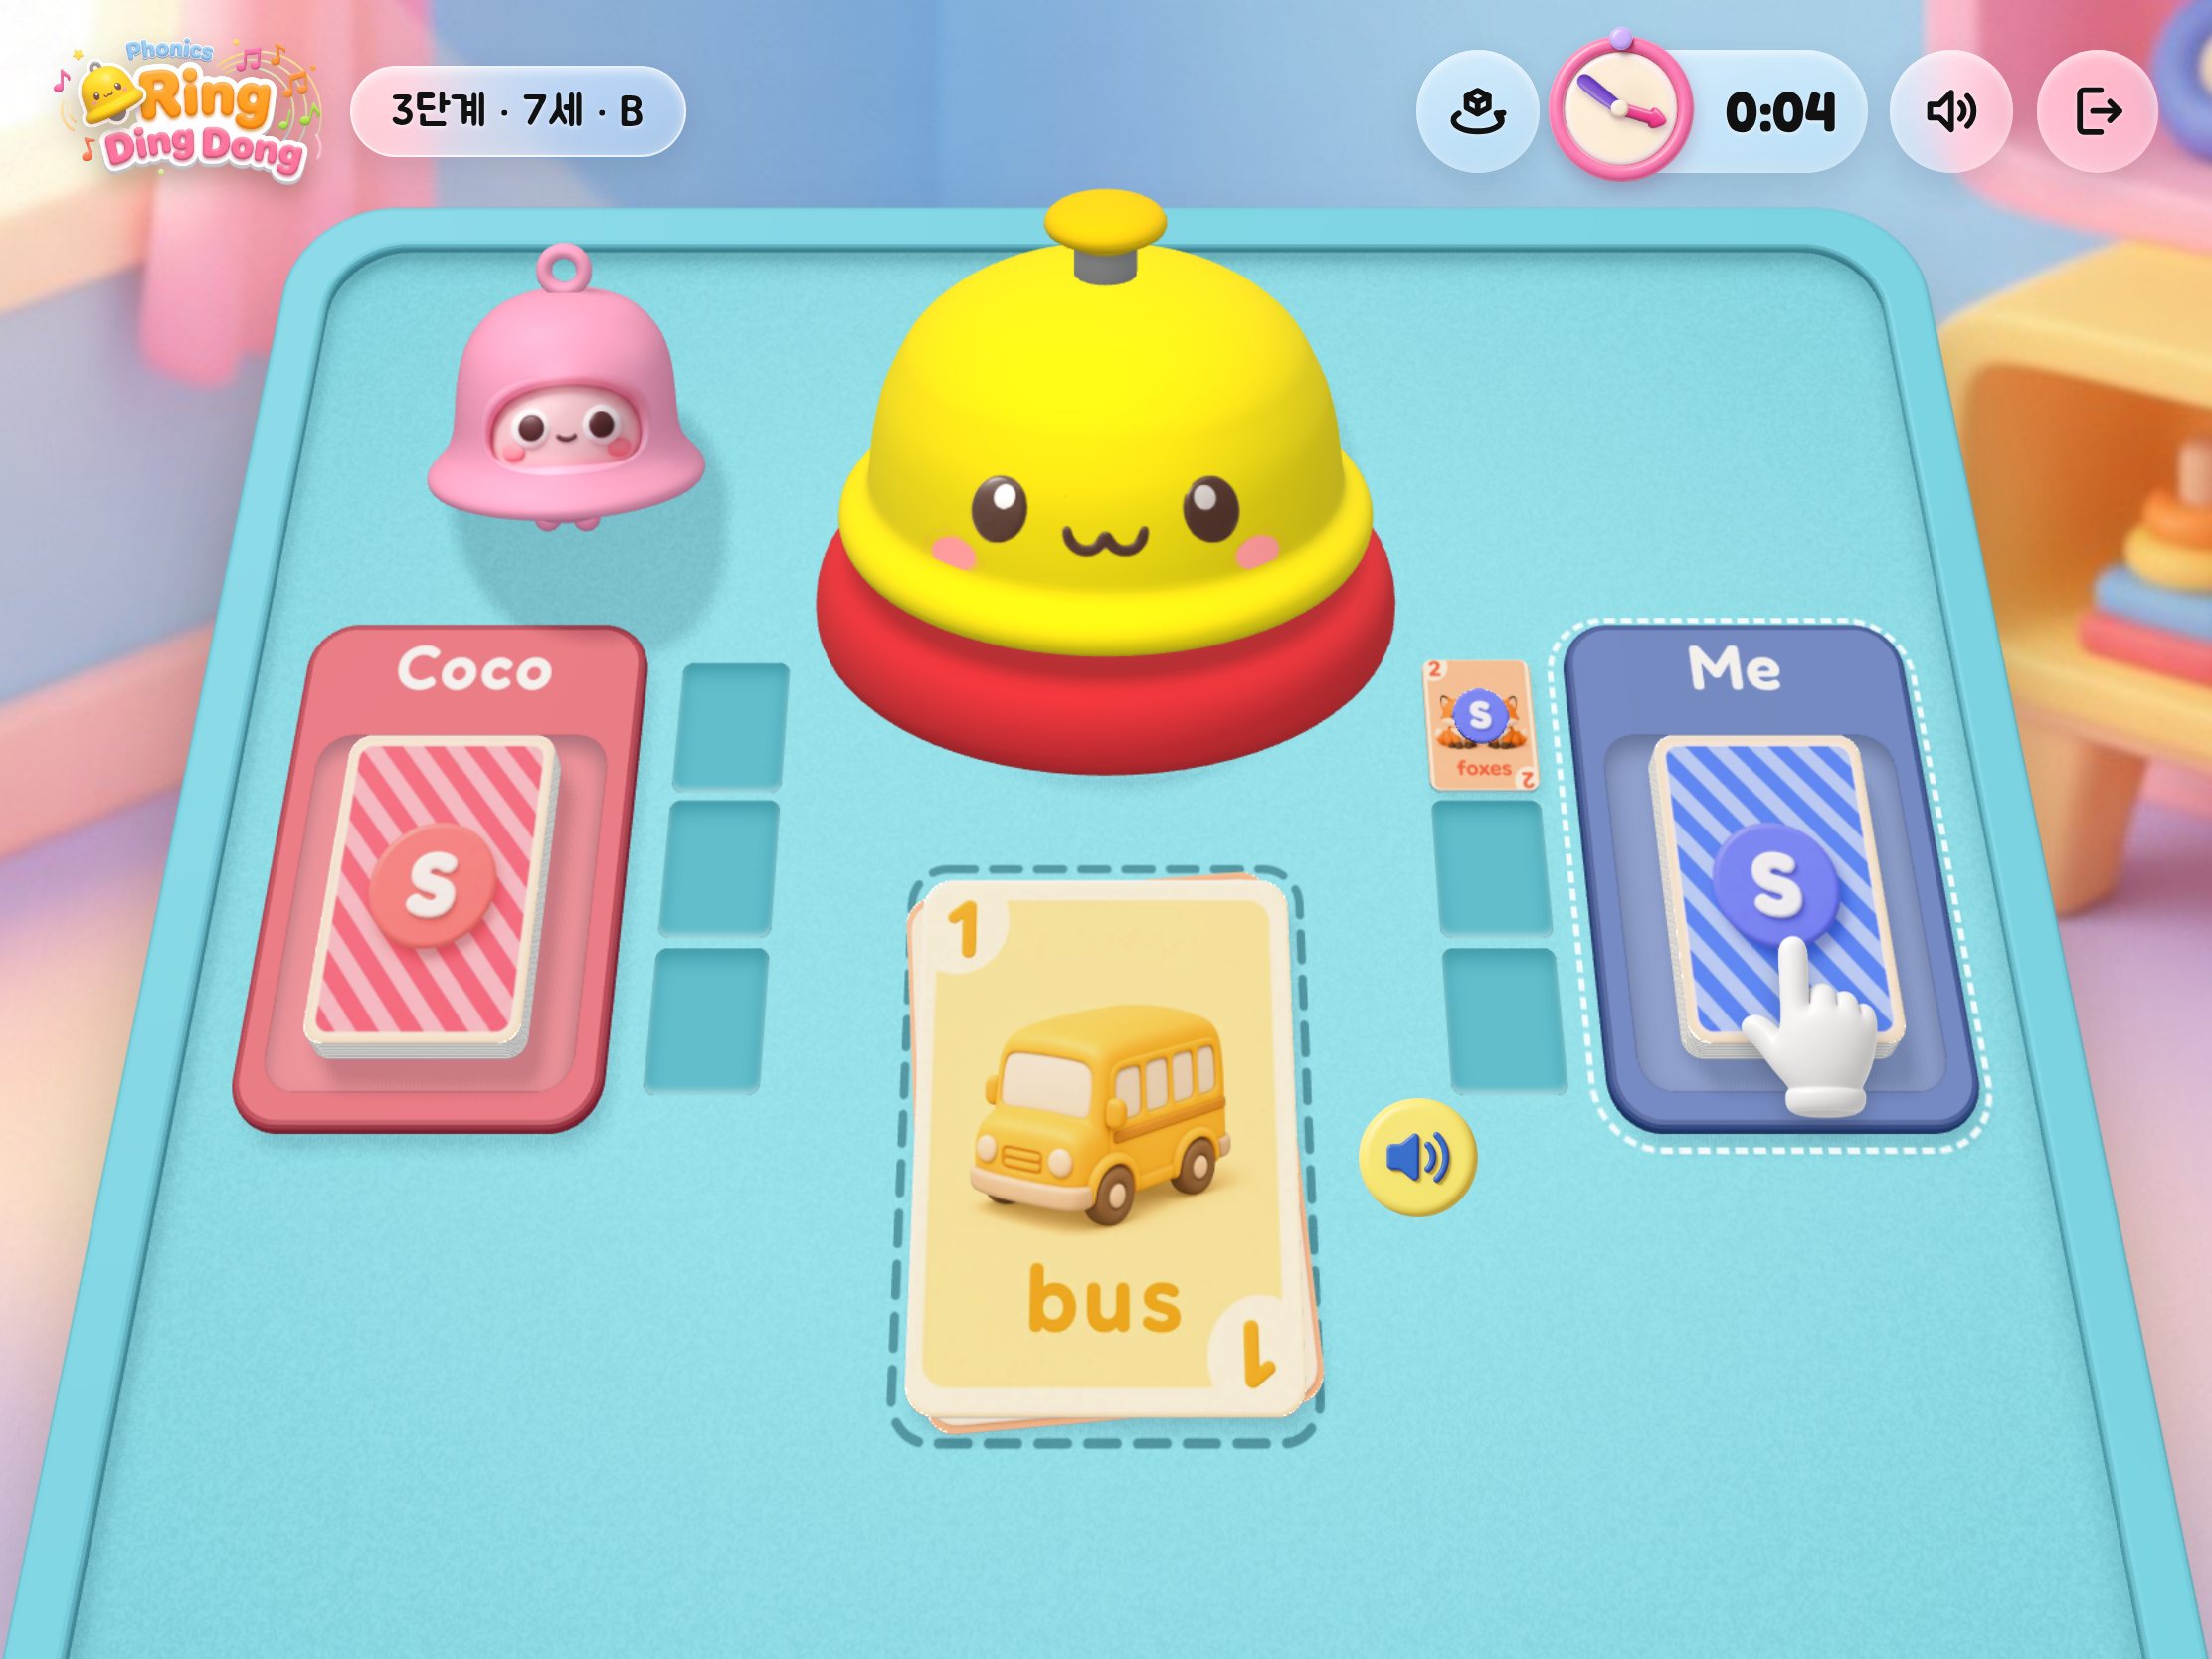 Phonics
Ring
Ding Dong
3단계 · 7세 · B
0:04
Coco
Me
S
S
2
S
foxes
2
1
bus
1